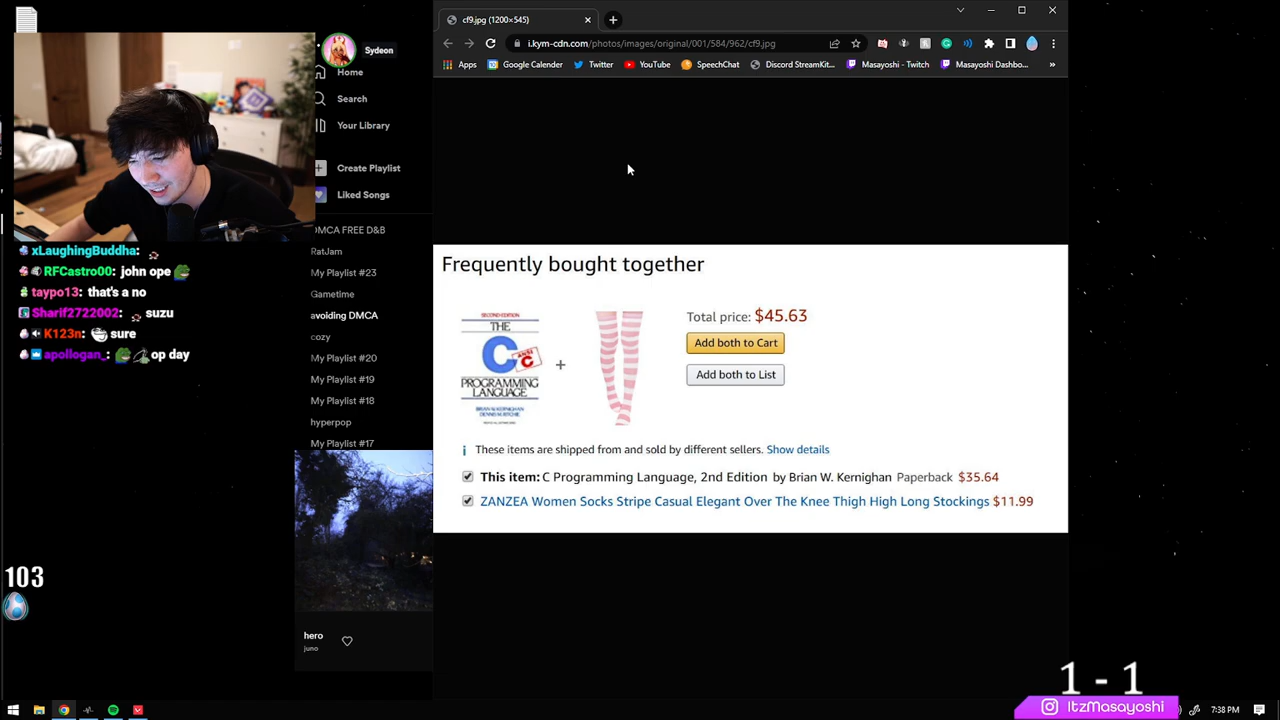 cf9.jpg (1200×545)
i.kym-cdn.com/photos/images/original/001/584/962/cf9.jpg
Apps
Google Calender
Twitter
YouTube
SpeechChat
Discord StreamKit...
Masayoshi - Twitch
Masayoshi Dashbo...
»
Sydeon
Home
Search
Your Library
Create Playlist
Liked Songs
DMCA FREE D&B
RatJam
My Playlist #23
Gametime
avoiding DMCA
cozy
My Playlist #20
My Playlist #19
My Playlist #18
hyperpop
My Playlist #17
hero
juno
xLaughingBuddha:
RFCastro00: john ope
taypo13: that's a no
Sharif2722002: suzu
K123n: sure
apollogan_: op day
103
Frequently bought together
SECOND EDITION
THE
C
ANSI C
PROGRAMMING
LANGUAGE
BRIAN W. KERNIGHAN
DENNIS M. RITCHIE
+
Total price: $45.63
Add both to Cart
Add both to List
i These items are shipped from and sold by different sellers. Show details
This item: C Programming Language, 2nd Edition by Brian W. Kernighan Paperback $35.64
ZANZEA Women Socks Stripe Casual Elegant Over The Knee Thigh High Long Stockings $11.99
1 - 1
ItzMasayoshi
7:38 PM